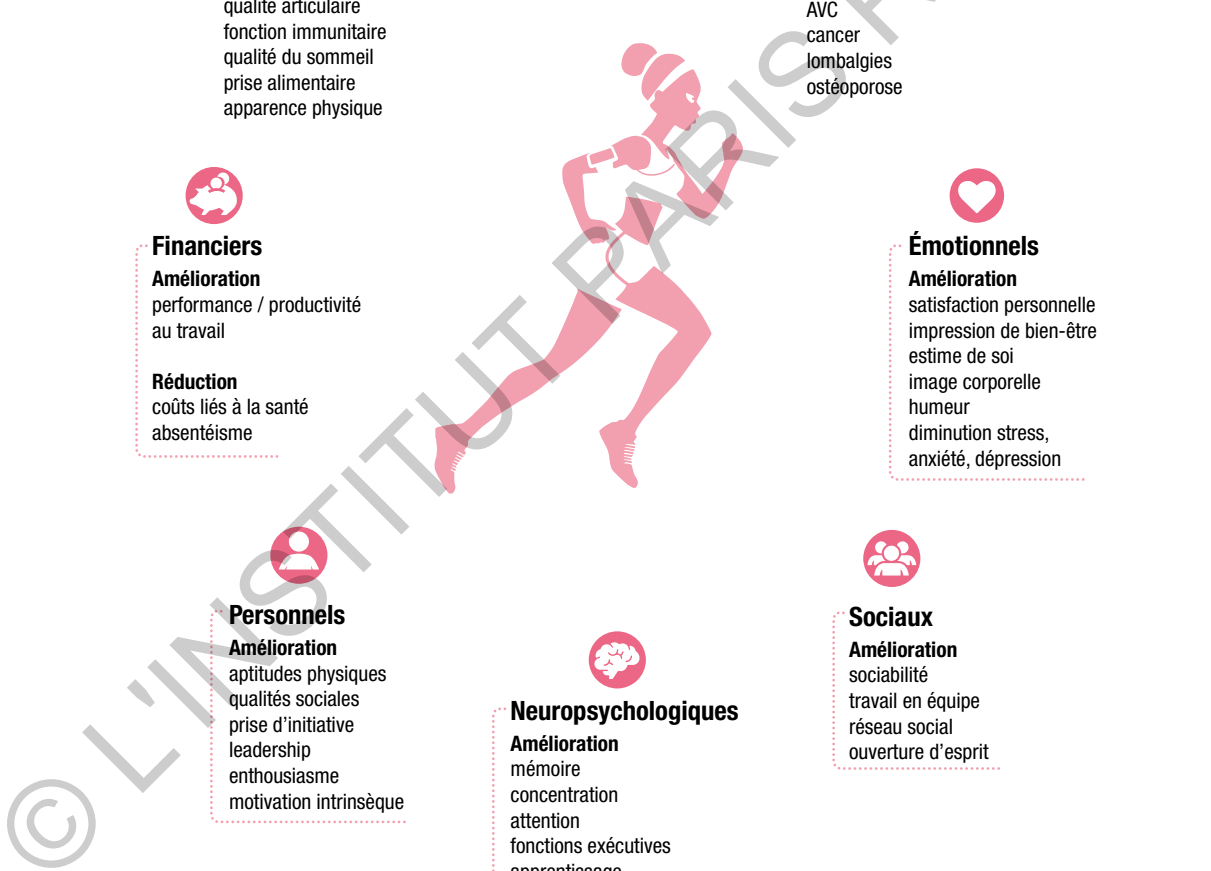 qualité articulaire
fonction immunitaire
qualité du sommeil
prise alimentaire
apparence physique
AVC
cancer
lombalgies
ostéoporose
Financiers
Amélioration
performance / productivité
au travail
Réduction
coûts liés à la santé
absentéisme
Émotionnels
Amélioration
satisfaction personnelle
impression de bien-être
estime de soi
image corporelle
humeur
diminution stress,
anxiété, dépression
Personnels
Amélioration
aptitudes physiques
qualités sociales
prise d’initiative
leadership
enthousiasme
motivation intrinsèque
Neuropsychologiques
Amélioration
mémoire
concentration
attention
fonctions exécutives
apprentissage
Sociaux
Amélioration
sociabilité
travail en équipe
réseau social
ouverture d’esprit
© L'INSTITUT PARIS